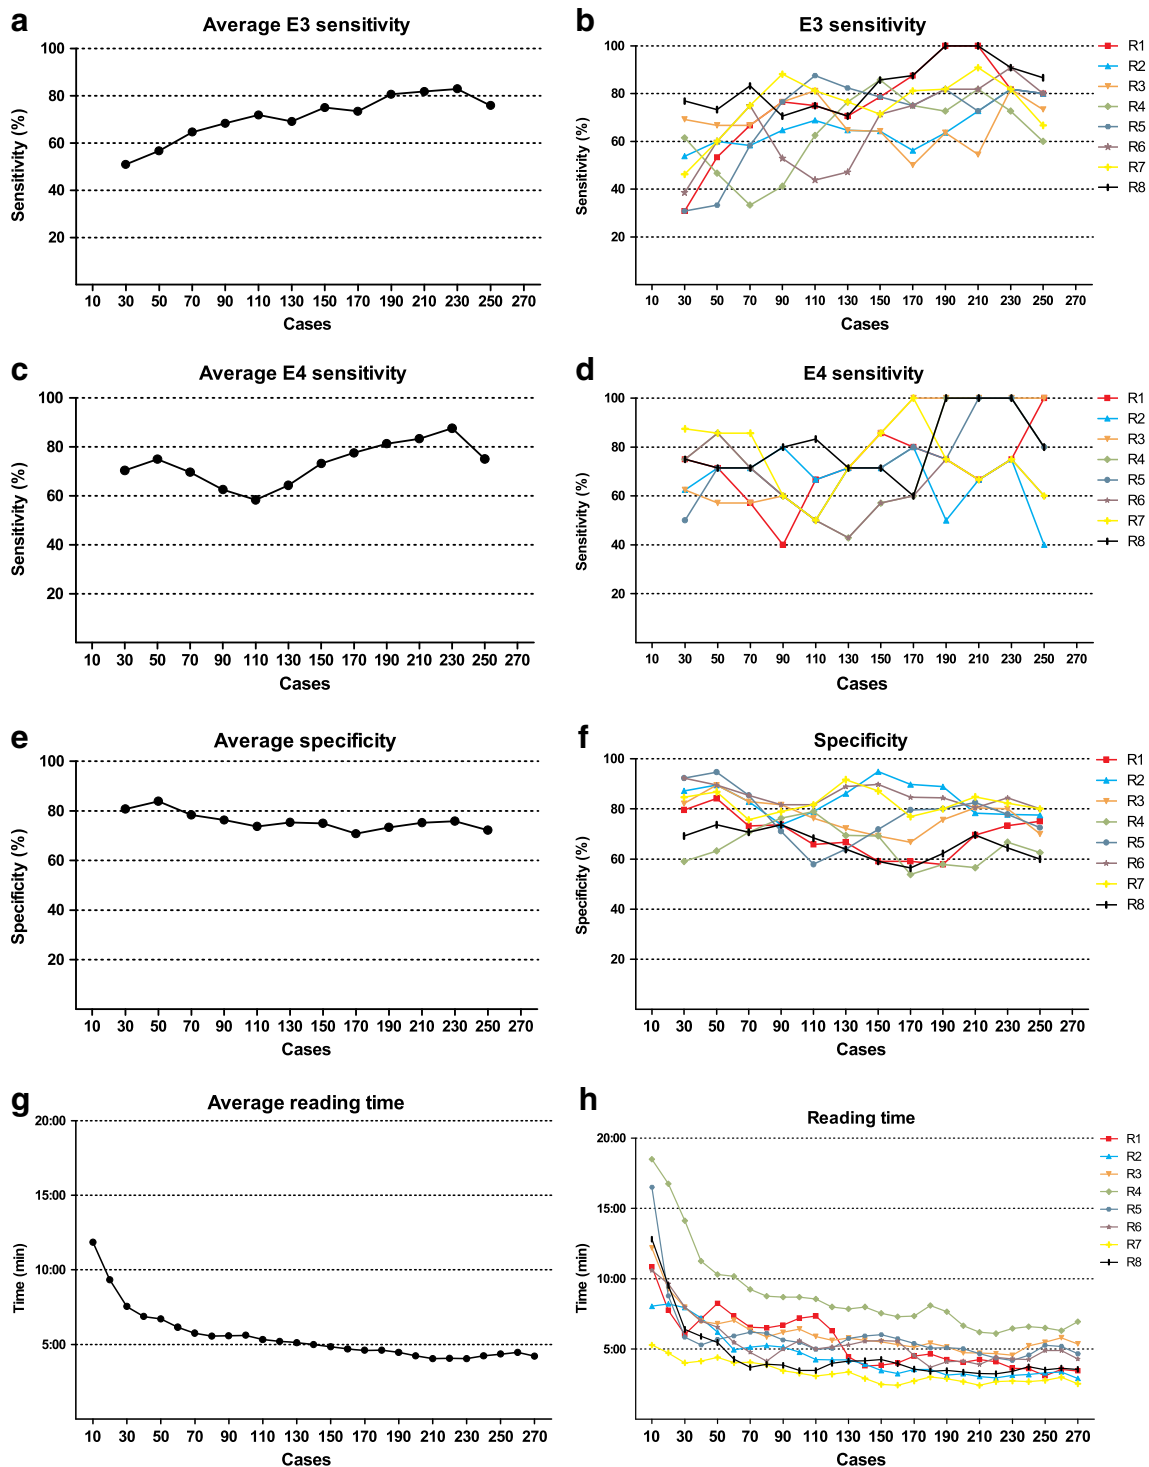 a
Average E3 sensitivity
Sensitivity (%)
100
80
60
40
20
10 30 50 70 90 110 130 150 170 190 210 230 250 270
Cases
b
E3 sensitivity
Sensitivity (%)
100
80
60
40
20
10 30 50 70 90 110 130 150 170 190 210 230 250 270
Cases
R1
R2
R3
R4
R5
R6
R7
R8
c
Average E4 sensitivity
Sensitivity (%)
100
80
60
40
20
10 30 50 70 90 110 130 150 170 190 210 230 250 270
Cases
d
E4 sensitivity
Sensitivity (%)
100
80
60
40
20
10 30 50 70 90 110 130 150 170 190 210 230 250 270
Cases
R1
R2
R3
R4
R5
R6
R7
R8
e
Average specificity
Specificity (%)
100
80
60
40
20
10 30 50 70 90 110 130 150 170 190 210 230 250 270
Cases
f
Specificity
Specificity (%)
100
80
60
40
20
10 30 50 70 90 110 130 150 170 190 210 230 250 270
Cases
R1
R2
R3
R4
R5
R6
R7
R8
g
Average reading time
Time (min)
20:00
15:00
10:00
5:00
10 30 50 70 90 110 130 150 170 190 210 230 250 270
Cases
h
Reading time
Time (min)
20:00
15:00
10:00
5:00
10 30 50 70 90 110 130 150 170 190 210 230 250 270
Cases
R1
R2
R3
R4
R5
R6
R7
R8